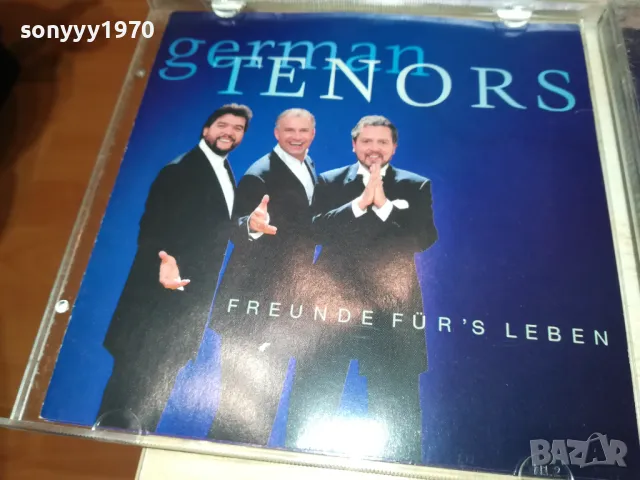 sonyyy1970
german
TENORS
FREUNDE FÜR'S LEBEN
BAZAR